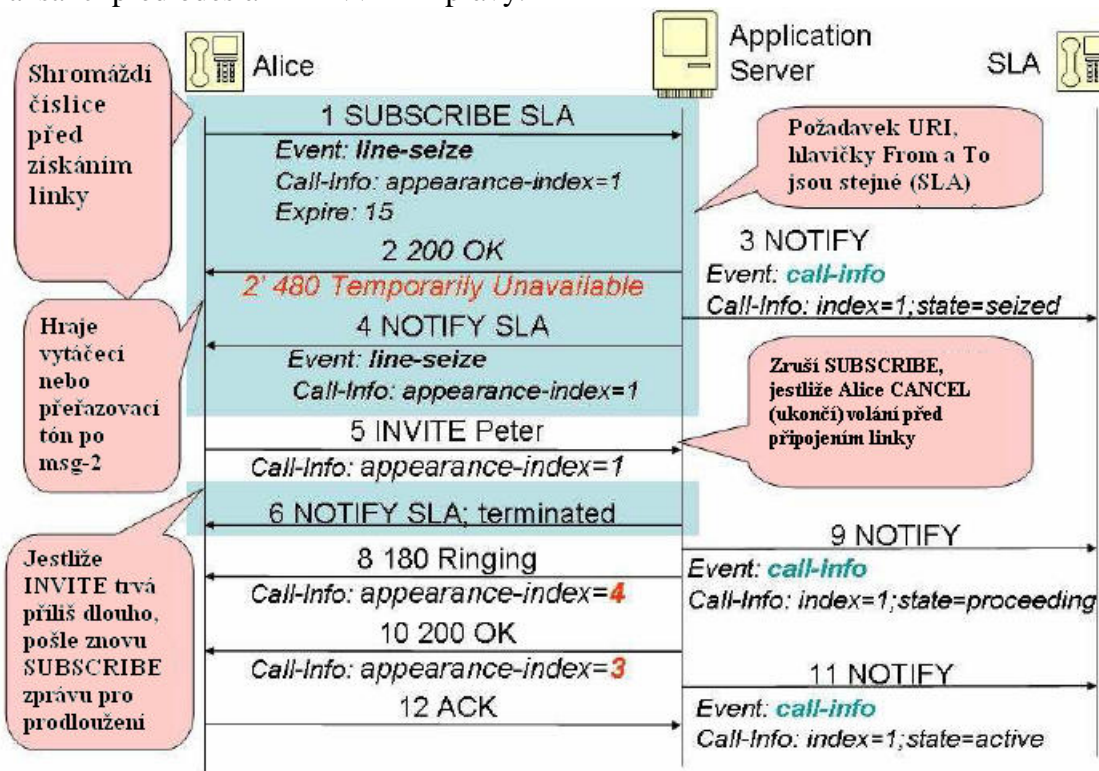 Alice
Application
Server
SLA
Shromáždí
číslice
před
získáním
linky
1 SUBSCRIBE SLA
Event: line-seize
Call-Info: appearance-index=1
Expire: 15
Požadavek URI,
hlavičky From a To
jsou stejné (SLA)
2 200 OK
2' 480 Temporarily Unavailable
3 NOTIFY
Event: call-info
Call-Info: index=1;state=seized
4 NOTIFY SLA
Event: line-seize
Call-Info: appearance-index=1
Hraje
vytáčecí
nebo
přeřazovací
tón po
msg-2
Zruší SUBSCRIBE,
jestliže Alice CANCEL
(ukončí) volání před
připojením linky
5 INVITE Peter
Call-Info: appearance-index=1
6 NOTIFY SLA; terminated
Jestliže
INVITE trvá
příliš dlouho,
pošle znovu
SUBSCRIBE
zprávu pro
prodloužení
8 180 Ringing
Call-Info: appearance-index=4
9 NOTIFY
Event: call-info
Call-Info: index=1;state=proceeding
10 200 OK
Call-Info: appearance-index=3
11 NOTIFY
Event: call-info
Call-Info: index=1;state=active
12 ACK